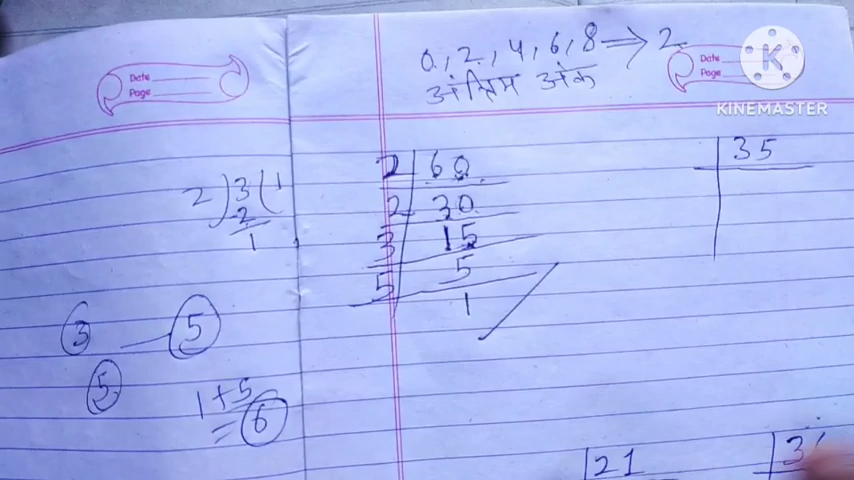 0, 2, 4, 6, 8 ⇒ 2
अंतिम अंक
Date
Page
Date
Page
K
KINEMASTER
2 ) 3 ( 1
2
1
2 | 60
2 | 30
3 | 15
5 | 5
1
35
3 — 5
5
1 + 5
= 6
21